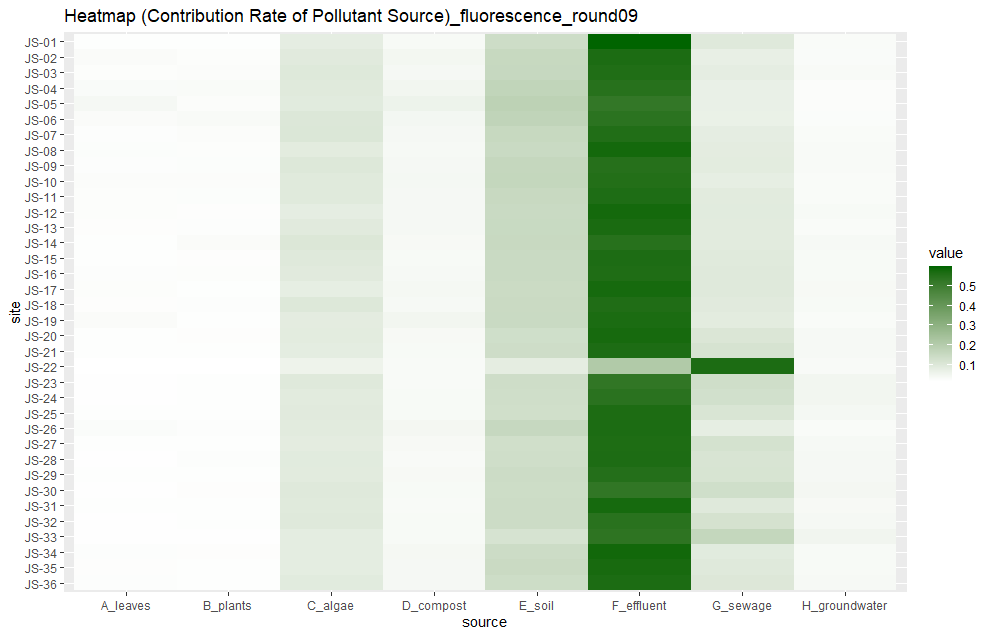 Heatmap (Contribution Rate of Pollutant Source)_fluorescence_round09
JS-01
JS-02
JS-03
JS-04
JS-05
JS-06
JS-07
JS-08
JS-09
JS-10
JS-11
JS-12
JS-13
JS-14
JS-15
JS-16
JS-17
JS-18
JS-19
JS-20
JS-21
JS-22
JS-23
JS-24
JS-25
JS-26
JS-27
JS-28
JS-29
JS-30
JS-31
JS-32
JS-33
JS-34
JS-35
JS-36
site
A_leaves B_plants C_algae D_compost E_soil F_effluent G_sewage H_groundwater
source
value
0.5
0.4
0.3
0.2
0.1